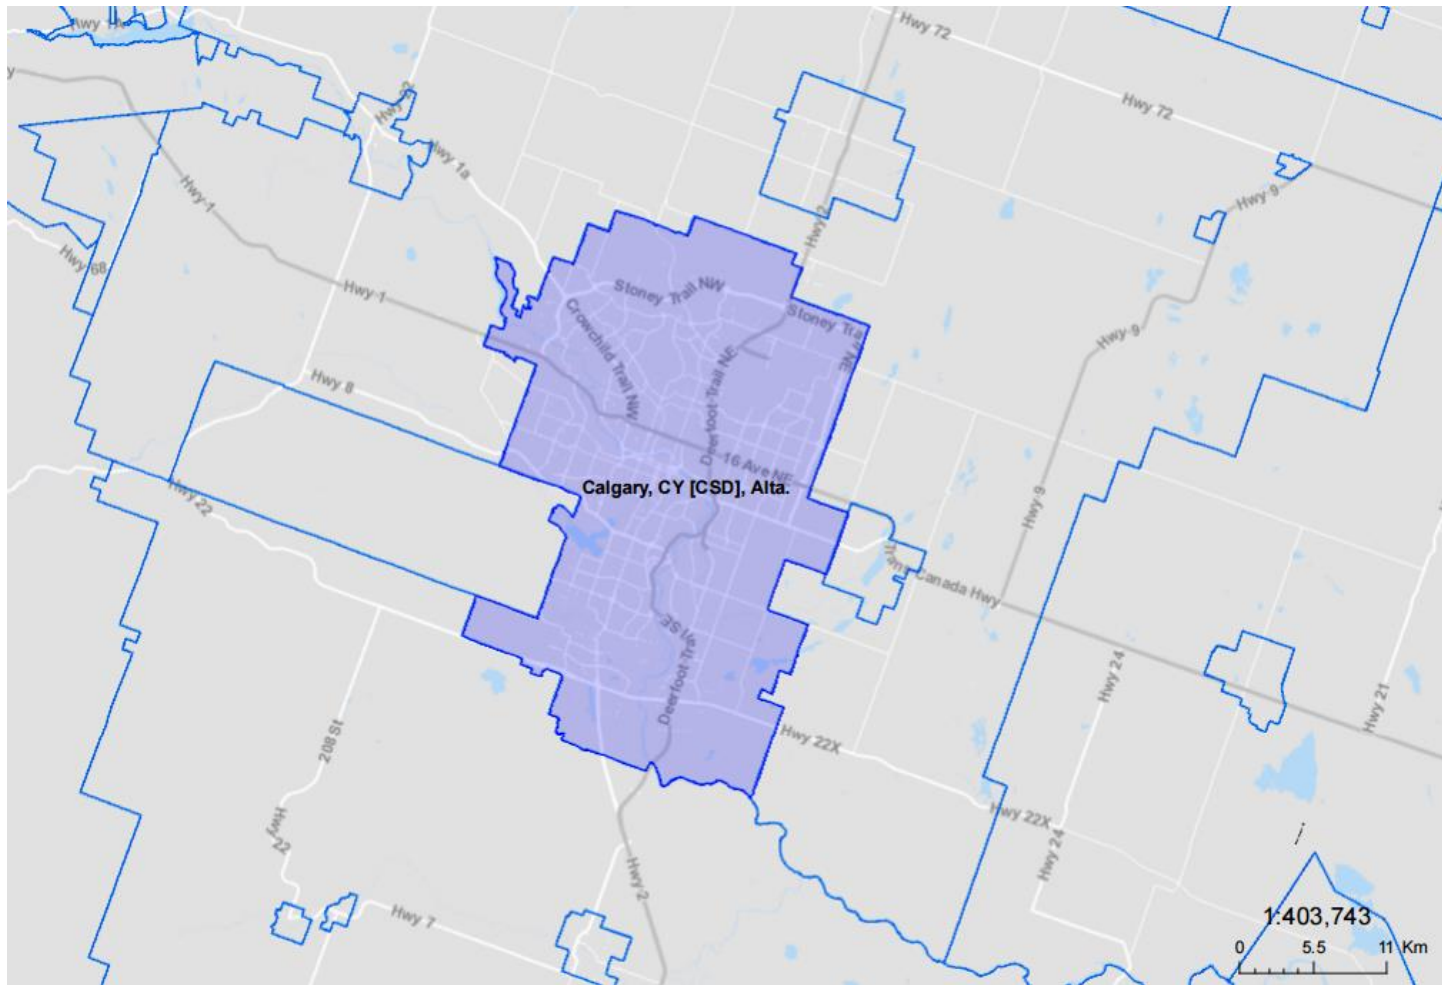 Hwy 1A
Hwy 72
y
Hwy 22
Hwy 72
Hwy 1a
Hwy 1
Hwy 9
Hwy 2
Hwy 68
Hwy 1
Stoney Trail NW
Stoney Trail NE
Crowchild Trail NW
Hwy 9
Deerfoot Trail NE
Hwy 8
16 Ave NE
Calgary, CY [CSD], Alta.
Hwy 22
Hwy 9
Trans Canada Hwy
Deerfoot Trail SE
Hwy 24
Hwy 21
208 St
Hwy 22X
Hwy 22X
Hwy 22
Hwy 24
Hwy 2
Hwy 7
1:403,743
0 5.5 11 Km